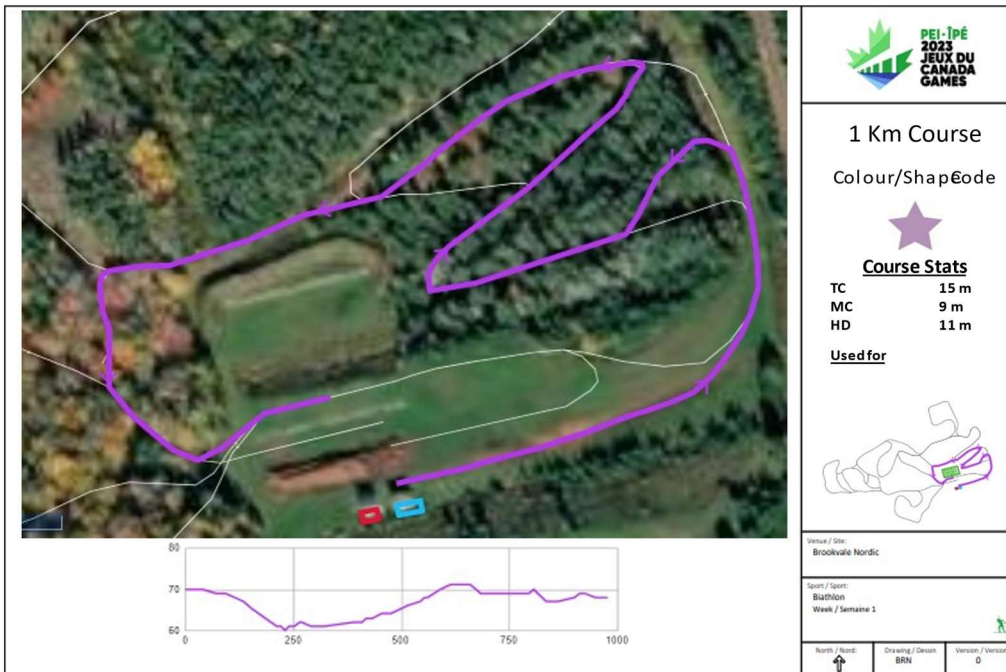 PEI·ÎPÉ
2023
JEUX DU
CANADA
GAMES
1 Km Course
Colour/ShapeCode
Course Stats
TC 15 m
MC 9 m
HD 11 m
Used for
Venue / Site:
Brookvale Nordic
Sport / Sport:
Biathlon
Week / Semaine 1
North / Nord:
Drawing / Dessin
BRN
Version / Version
0
80
70
60
0 250 500 750 1000